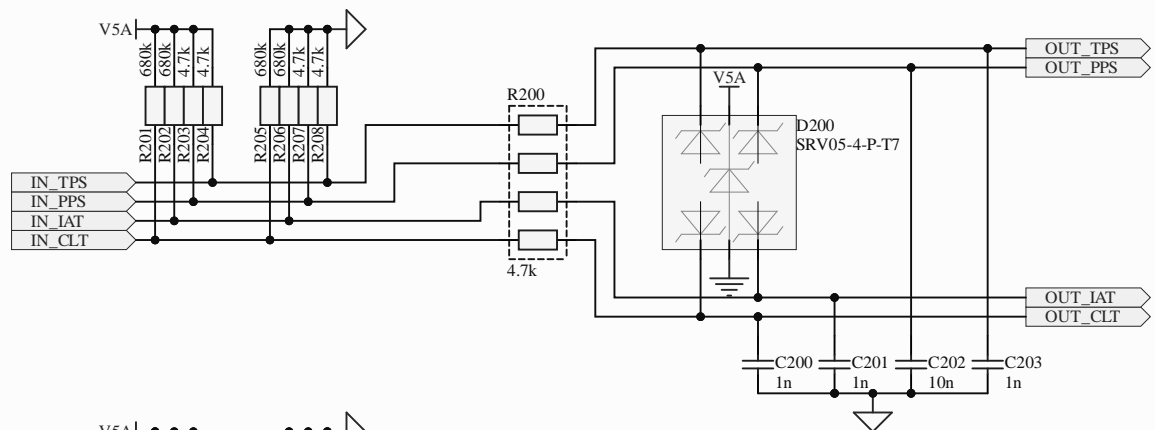 V5A
680k
680k
4.7k
4.7k
680k
680k
4.7k
4.7k
R201
R202
R203
R204
R205
R206
R207
R208
IN_TPS
IN_PPS
IN_IAT
IN_CLT
R200
4.7k
V5A
D200
SRV05-4-P-T7
OUT_TPS
OUT_PPS
OUT_IAT
OUT_CLT
C200
1n
C201
1n
C202
10n
C203
1n
V5A